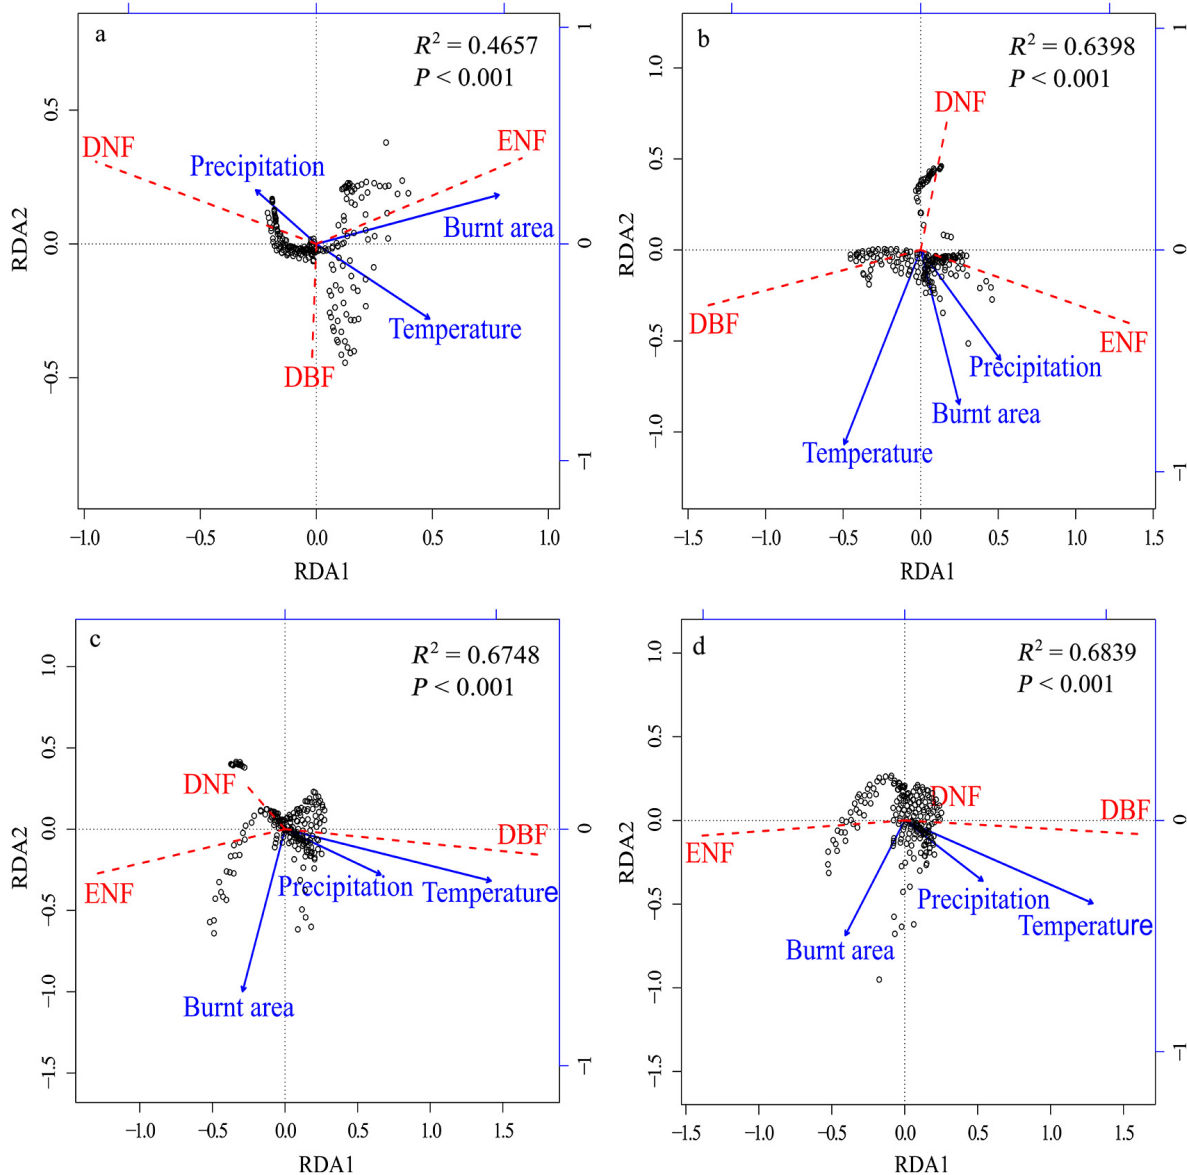 a
R² = 0.4657
P < 0.001
1
0.5
DNF
ENF
Precipitation
Burnt area
RDA2
0.0
0
Temperature
DBF
−0.5
−1
−1.0 −0.5 0.0 0.5 1.0
RDA1
b
R² = 0.6398
P < 0.001
1
1.0
DNF
0.5
RDA2
0.0
0
DBF
ENF
−0.5
Precipitation
Burnt area
−1.0
Temperature
−1
−1.5 −1.0 −0.5 0.0 0.5 1.0 1.5
RDA1
c
R² = 0.6748
P < 0.001
1.0
0.5
DNF
RDA2
0.0
0
DBF
ENF
Precipitation
Temperature
−0.5
−1.0
Burnt area
−1
−1.5
−1.0 −0.5 0.0 0.5 1.0 1.5
RDA1
d
R² = 0.6839
P < 0.001
1.0
0.5
DNF
DBF
RDA2
0.0
0
ENF
−0.5
Precipitation
Temperature
Burnt area
−1.0
−1
−1.5
−1.5 −1.0 −0.5 0.0 0.5 1.0 1.5
RDA1